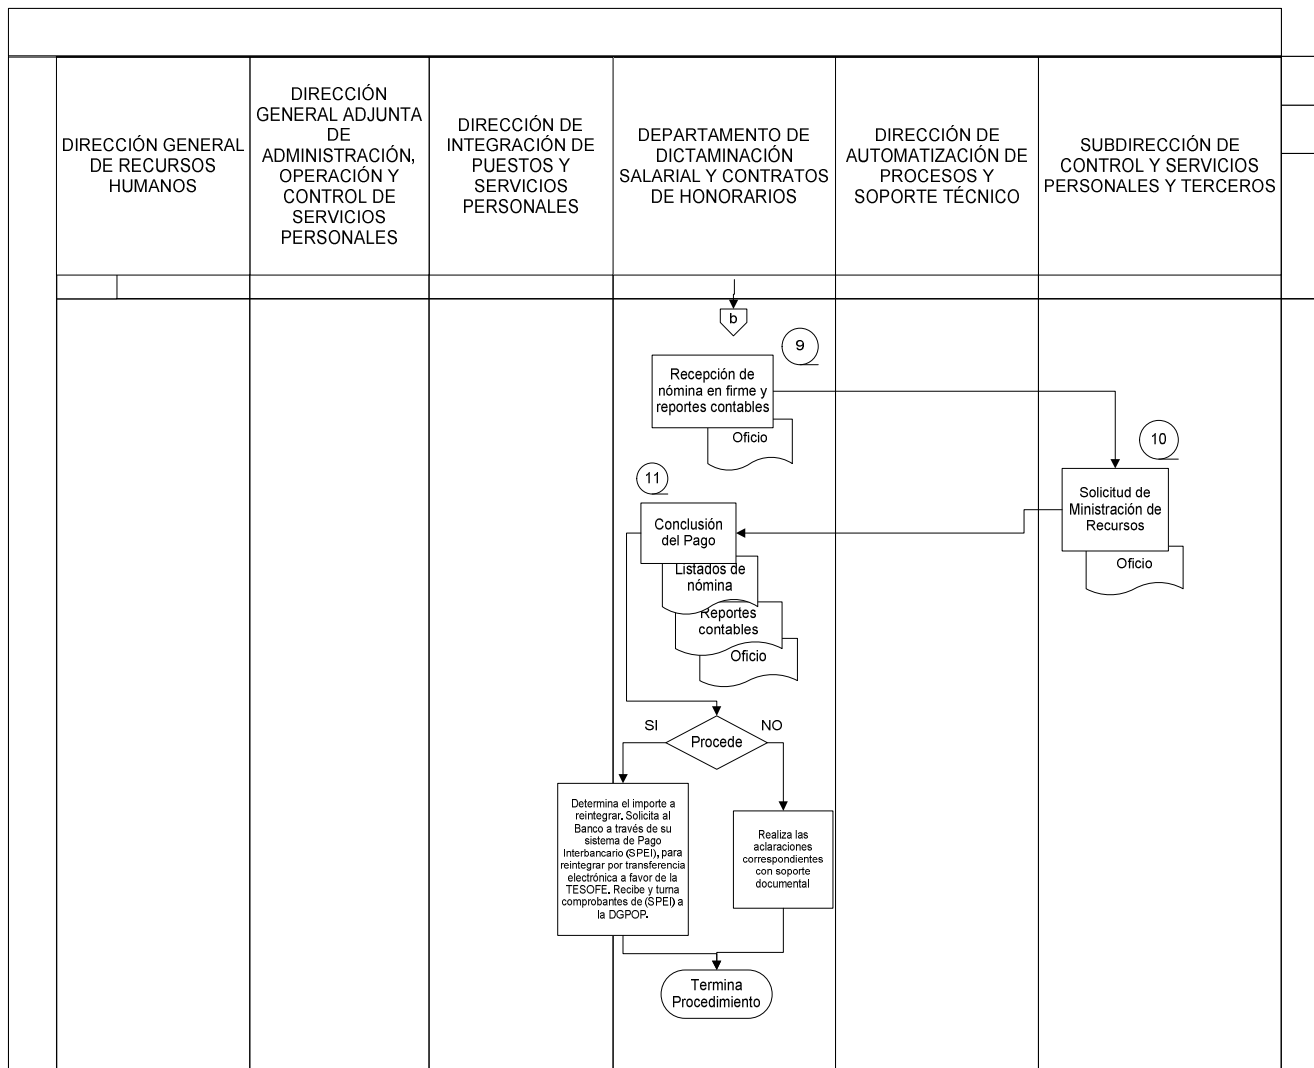 DIRECCIÓN GENERAL
DE RECURSOS
HUMANOS
DIRECCIÓN
GENERAL ADJUNTA
DE
ADMINISTRACIÓN,
OPERACIÓN Y
CONTROL DE
SERVICIOS
PERSONALES
DIRECCIÓN DE
INTEGRACIÓN DE
PUESTOS Y
SERVICIOS
PERSONALES
DEPARTAMENTO DE
DICTAMINACIÓN
SALARIAL Y CONTRATOS
DE HONORARIOS
DIRECCIÓN DE
AUTOMATIZACIÓN DE
PROCESOS Y
SOPORTE TÉCNICO
SUBDIRECCIÓN DE
CONTROL Y SERVICIOS
PERSONALES Y TERCEROS
b
9
Recepción de
nómina en firme y
reportes contables
Oficio
10
Solicitud de
Ministración de
Recursos
Oficio
11
Conclusión
del Pago
Listados de
nómina
Reportes
contables
Oficio
SI
NO
Procede
Determina el importe a
reintegrar. Solicita al
Banco a través de su
sistema de Pago
Interbancario (SPEI), para
reintegrar por transferencia
electrónica a favor de la
TESOFE. Recibe y turna
comprobantes de (SPEI) a
la DGPOP.
Realiza las
aclaraciones
correspondientes
con soporte
documental
Termina
Procedimiento